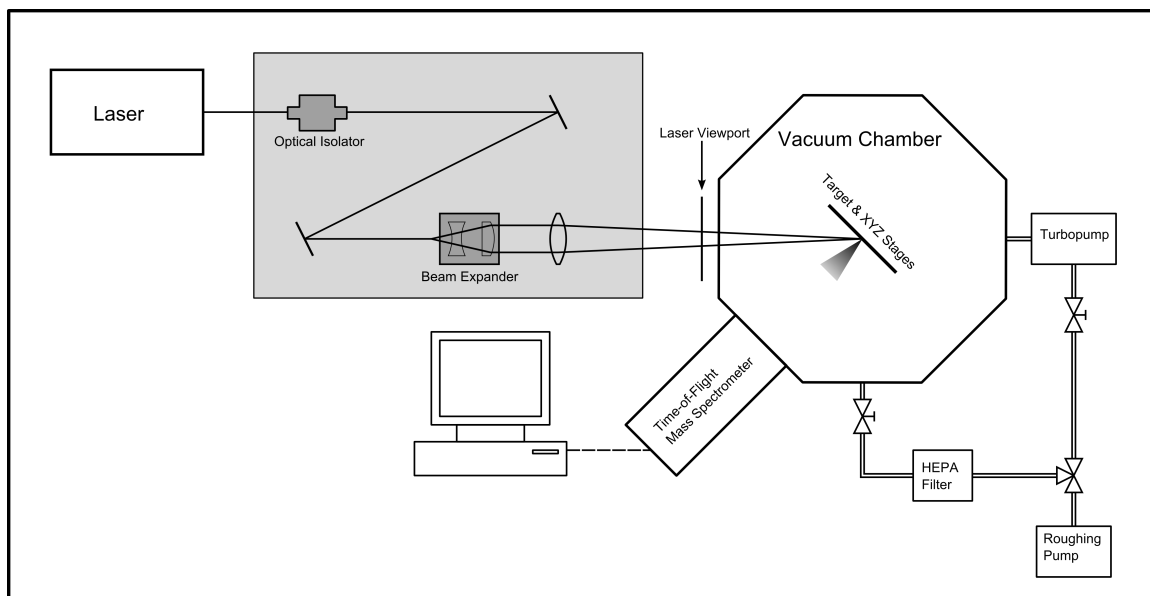 Laser
Optical Isolator
Beam Expander
Laser Viewport
Vacuum Chamber
Target & XYZ Stages
Turbopump
Time-of-Flight
Mass Spectrometer
HEPA
Filter
Roughing
Pump